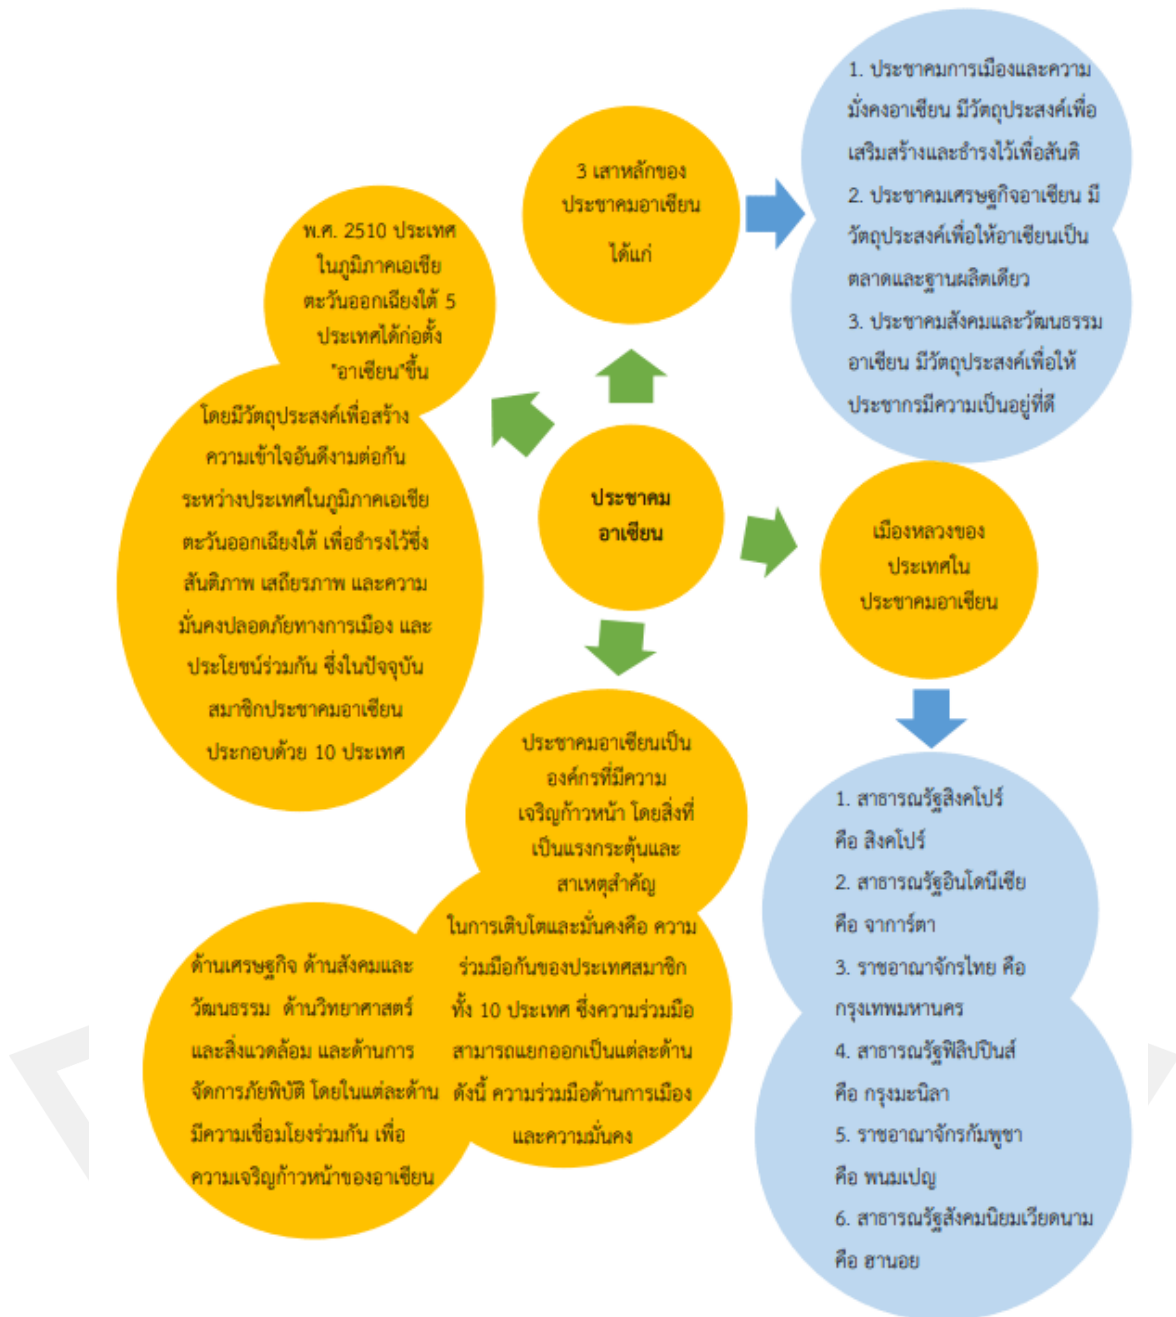 3 เสาหลักของ
ประชาคมอาเซียน
ได้แก่
1. ประชาคมการเมืองและความ
มั่งคงอาเซียน มีวัตถุประสงค์เพื่อ
เสริมสร้างและธำรงไว้เพื่อสันติ
2. ประชาคมเศรษฐกิจอาเซียน มี
วัตถุประสงค์เพื่อให้อาเซียนเป็น
ตลาดและฐานผลิตเดียว
3. ประชาคมสังคมและวัฒนธรรม
อาเซียน มีวัตถุประสงค์เพื่อให้
ประชากรมีความเป็นอยู่ที่ดี
พ.ศ. 2510 ประเทศ
ในภูมิภาคเอเชีย
ตะวันออกเฉียงใต้ 5
ประเทศได้ก่อตั้ง
"อาเซียน"ขึ้น
โดยมีวัตถุประสงค์เพื่อสร้าง
ความเข้าใจอันดีงามต่อกัน
ระหว่างประเทศในภูมิภาคเอเชีย
ตะวันออกเฉียงใต้ เพื่อธำรงไว้ซึ่ง
สันติภาพ เสถียรภาพ และความ
มั่นคงปลอดภัยทางการเมือง และ
ประโยชน์ร่วมกัน ซึ่งในปัจจุบัน
สมาชิกประชาคมอาเซียน
ประกอบด้วย 10 ประเทศ
ประชาคม
อาเซียน
เมืองหลวงของ
ประเทศใน
ประชาคมอาเซียน
ประชาคมอาเซียนเป็น
องค์กรที่มีความ
เจริญก้าวหน้า โดยสิ่งที่
เป็นแรงกระตุ้นและ
สาเหตุสำคัญ
ในการเติบโตและมั่นคงคือ ความ
ร่วมมือกันของประเทศสมาชิก
ทั้ง 10 ประเทศ ซึ่งความร่วมมือ
สามารถแยกออกเป็นแต่ละด้าน
ดังนี้ ความร่วมมือด้านการเมือง
และความมั่นคง
ด้านเศรษฐกิจ ด้านสังคมและ
วัฒนธรรม ด้านวิทยาศาสตร์
และสิ่งแวดล้อม และด้านการ
จัดการภัยพิบัติ โดยในแต่ละด้าน
มีความเชื่อมโยงร่วมกัน เพื่อ
ความเจริญก้าวหน้าของอาเซียน
1. สาธารณรัฐสิงคโปร์
คือ สิงคโปร์
2. สาธารณรัฐอินโดนีเซีย
คือ จาการ์ตา
3. ราชอาณาจักรไทย คือ
กรุงเทพมหานคร
4. สาธารณรัฐฟิลิปปินส์
คือ กรุงมะนิลา
5. ราชอาณาจักรกัมพูชา
คือ พนมเปญ
6. สาธารณรัฐสังคมนิยมเวียดนาม
คือ ฮานอย